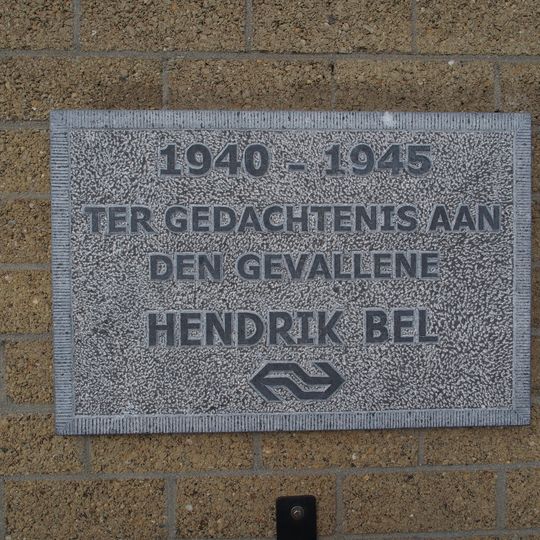 1940 - 1945
TER GEDACHTENIS AAN
DEN GEVALLENE
HENDRIK BEL